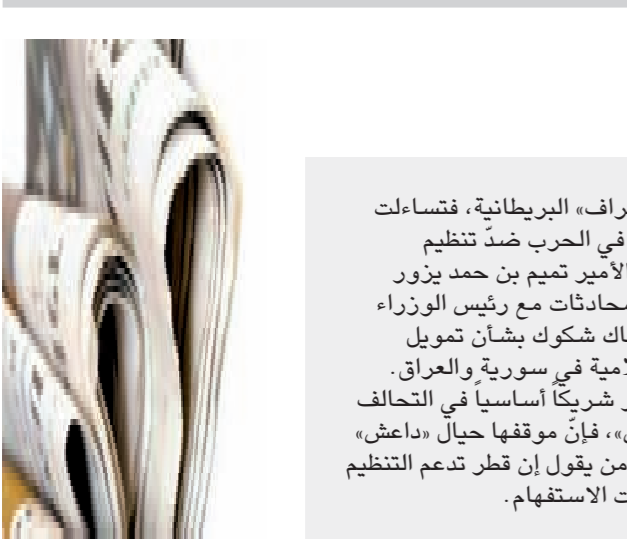 راف» البريطانية، فتساءلت
في الحرب ضدّ تنظيم
الأمير تميم بن حمد يزور
محادثات مع رئيس الوزراء
اك شكوك بشأن تمويل
لامية في سورية والعراق.
ر شريكاً أساسياً في التحالف
»، فإنّ موقفها حيال «داعش»
من يقول إن قطر تدعم التنظيم
ت الاستفهام.